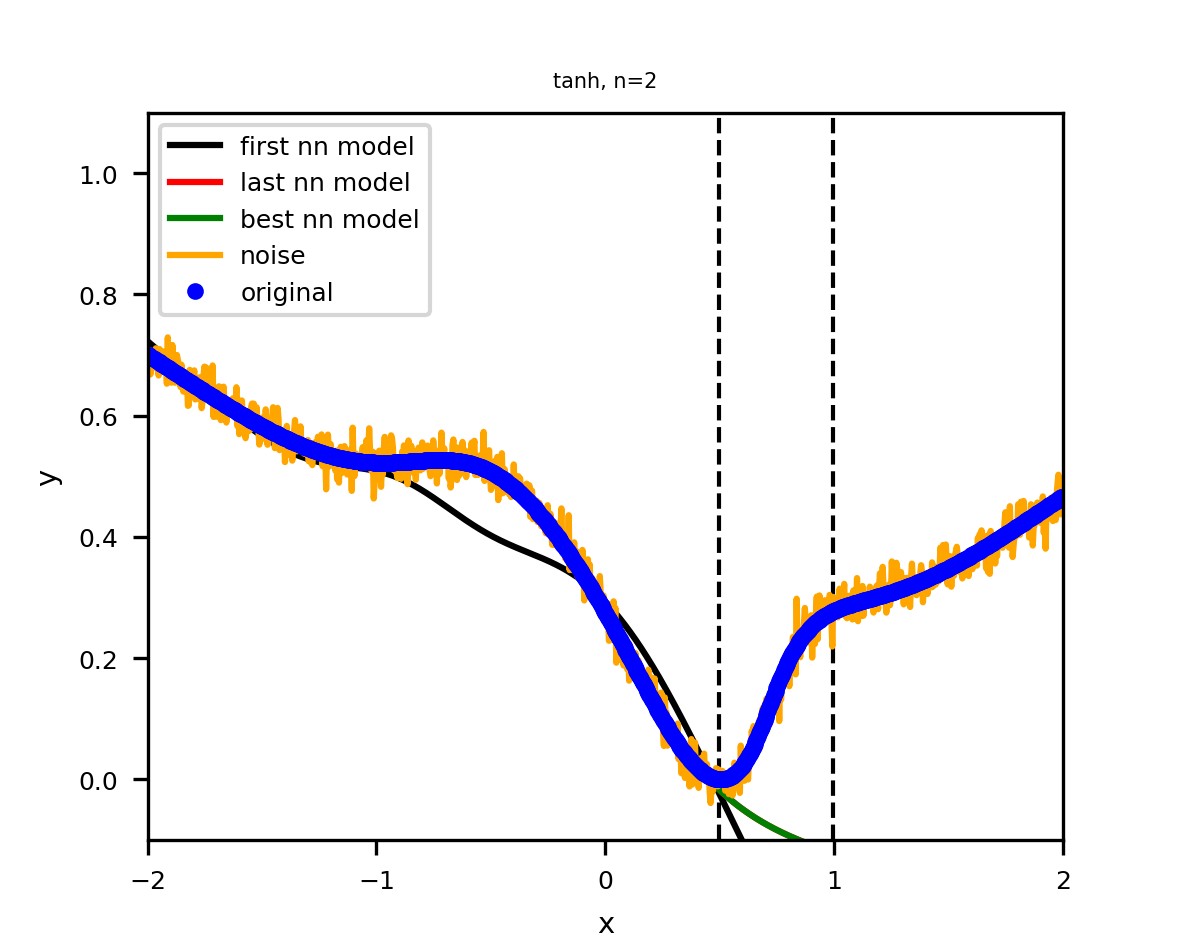 tanh, n=2
first nn model
last nn model
best nn model
noise
original
1.0
0.8
0.6
0.4
0.2
0.0
y
−2
−1
0
1
2
x